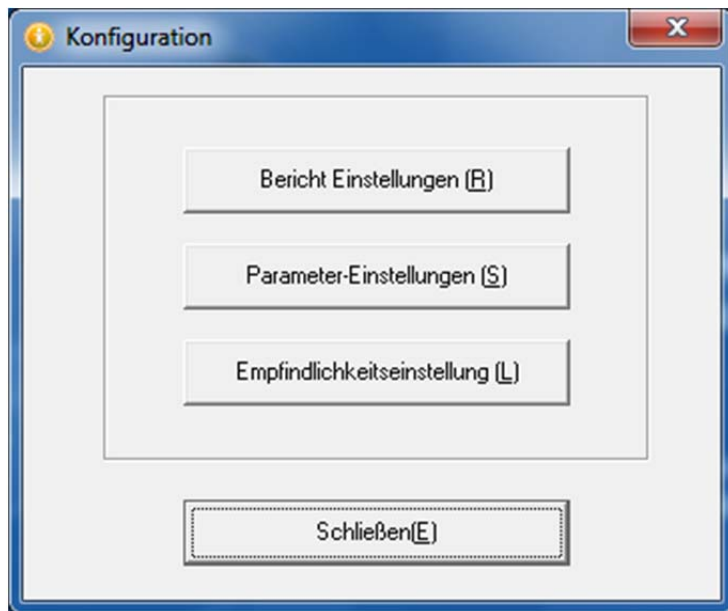 Konfiguration
Bericht Einstellungen (R)
Parameter-Einstellungen (S)
Empfindlichkeitseinstellung (L)
Schließen(E)